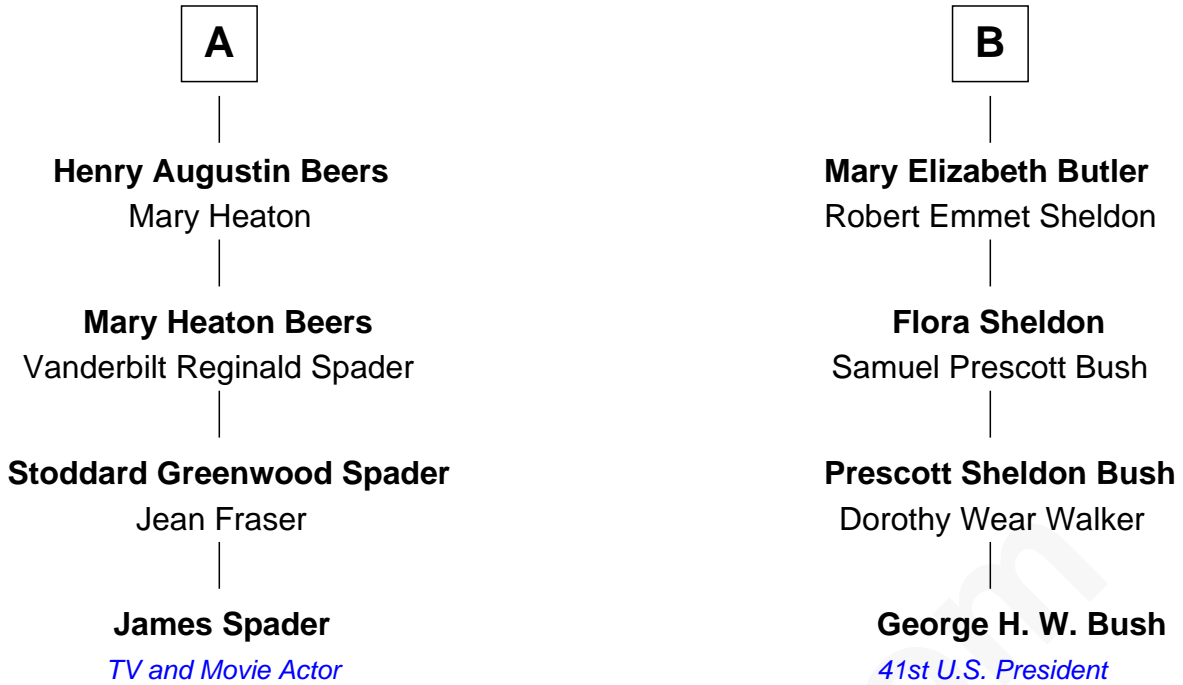 A
Henry Augustin Beers
Mary Heaton
Mary Heaton Beers
Vanderbilt Reginald Spader
Stoddard Greenwood Spader
Jean Fraser
James Spader
TV and Movie Actor
B
Mary Elizabeth Butler
Robert Emmet Sheldon
Flora Sheldon
Samuel Prescott Bush
Prescott Sheldon Bush
Dorothy Wear Walker
George H. W. Bush
41st U.S. President